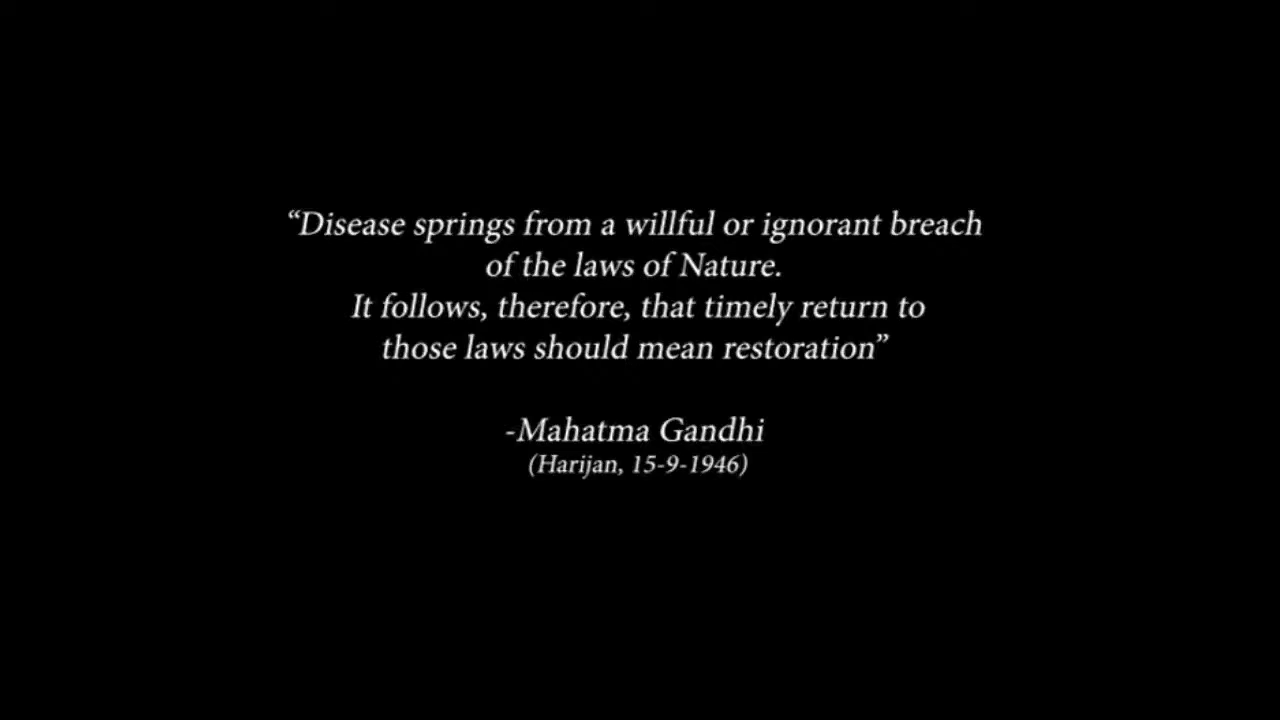 “Disease springs from a willful or ignorant breach
of the laws of Nature.
It follows, therefore, that timely return to
those laws should mean restoration”
-Mahatma Gandhi
(Harijan, 15-9-1946)